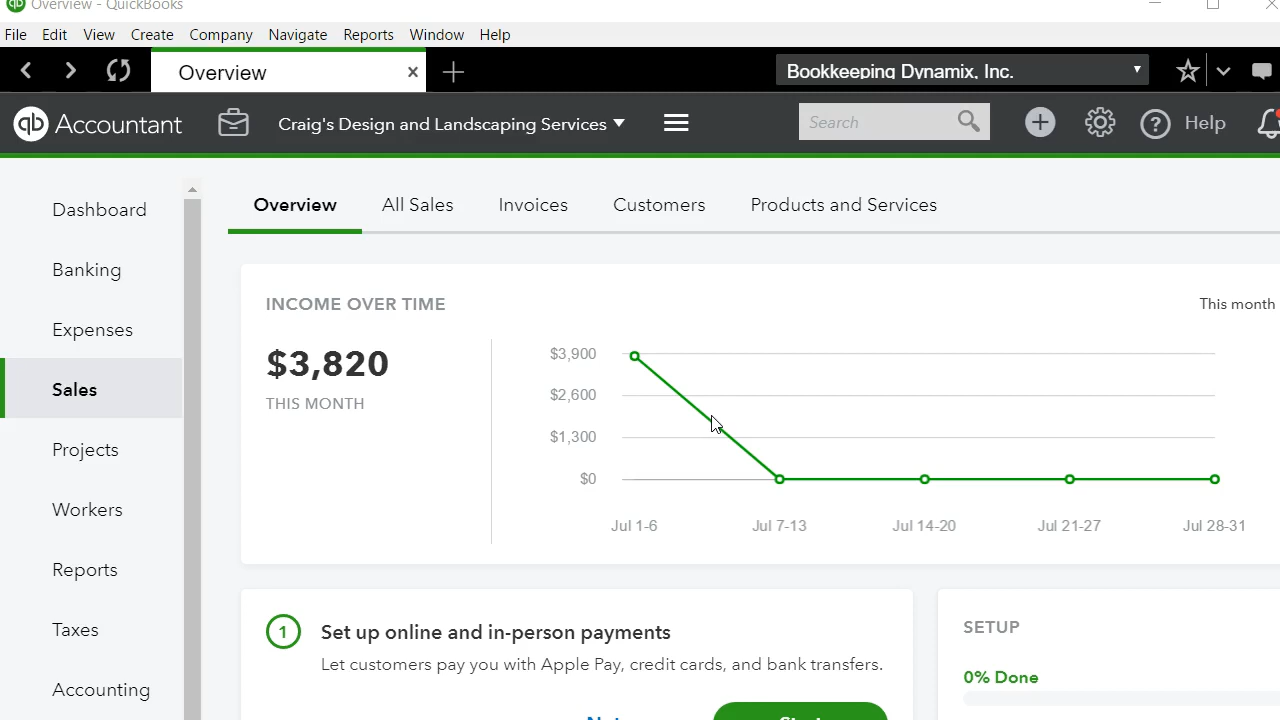 Overview - QuickBooks
File Edit View Create Company Navigate Reports Window Help
Overview
Bookkeeping Dynamix, Inc.
qb Accountant
Craig's Design and Landscaping Services
Search
Help
Dashboard
Banking
Expenses
Sales
Projects
Workers
Reports
Taxes
Accounting
Overview All Sales Invoices Customers Products and Services
INCOME OVER TIME
This month
$3,820
THIS MONTH
$3,900
$2,600
$1,300
$0
Jul 1-6 Jul 7-13 Jul 14-20 Jul 21-27 Jul 28-31
1 Set up online and in-person payments
Let customers pay you with Apple Pay, credit cards, and bank transfers.
SETUP
0% Done